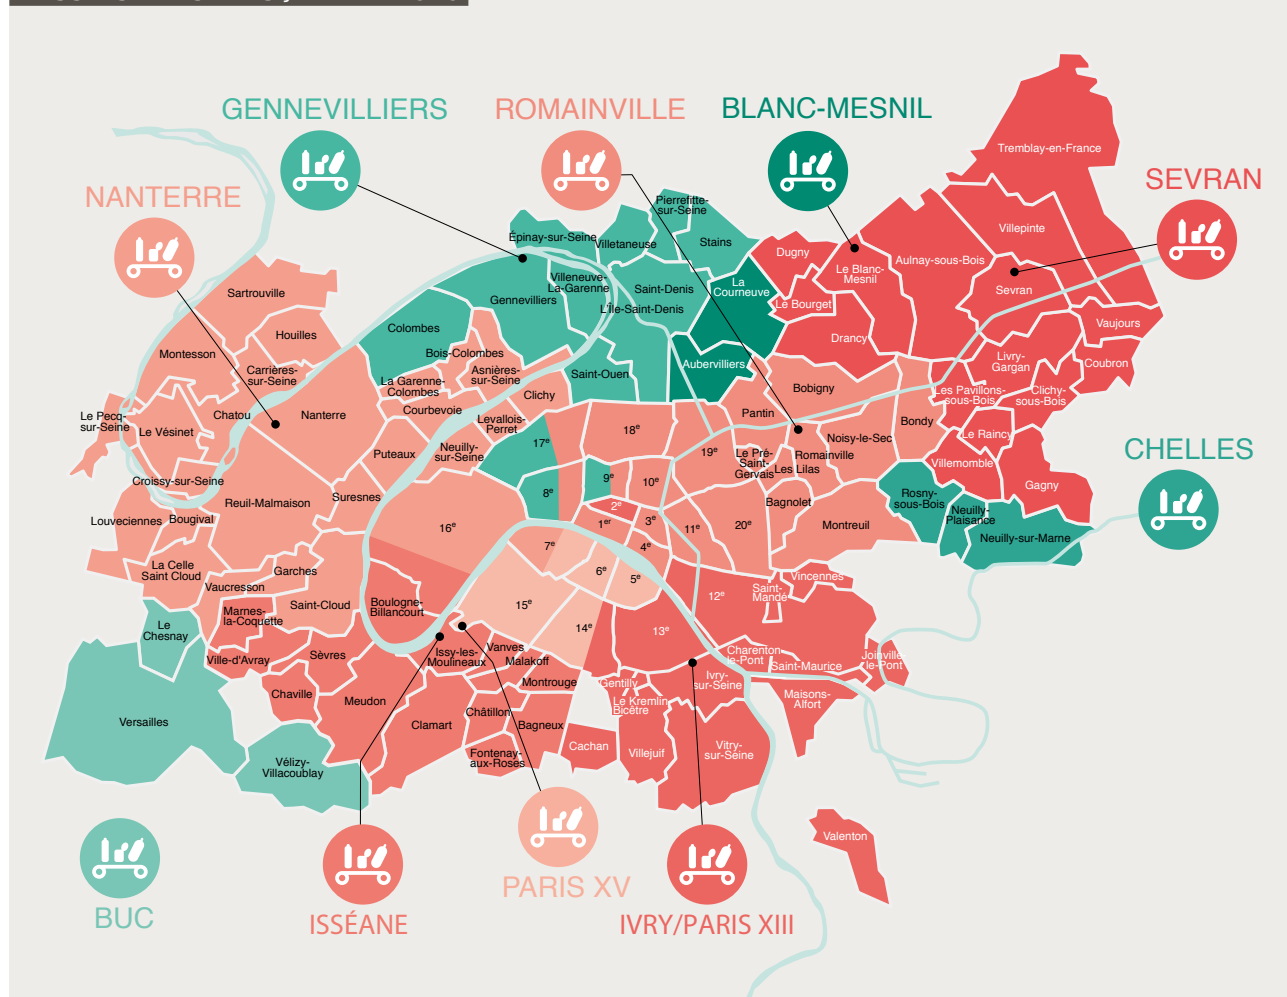 GENNEVILLIERS
ROMAINVILLE
BLANC-MESNIL
SEVRAN
NANTERRE
CHELLES
Tremblay-en-France
Villepinte
Pierrefitte-
sur-Seine
Épinay-sur-Seine
Villetaneuse
Stains
Dugny
Aulnay-sous-Bois
Le Blanc-
Mesnil
Sevran
Villeneuve-
La-Garenne
Saint-Denis
La
Courneuve
Le Bourget
Gennevilliers
L'Île-Saint-Denis
Sartrouville
Colombes
Houilles
Drancy
Vaujours
Montesson
Bois-Colombes
Livry-
Gargan
Coubron
Carrières-
sur-Seine
La Garenne-
Colombes
Asnières-
sur-Seine
Saint-Ouen
Aubervilliers
Bobigny
Les Pavillons-
sous-Bois
Clichy-
sous-Bois
Clichy
Le Pecq-
sur-Seine
Le Vésinet
Chatou
Nanterre
Courbevoie
Levallois-
Perret
Pantin
Bondy
Le Raincy
17e
18e
19e
Noisy-le-Sec
Puteaux
Neuilly-
sur-Seine
Le Pré-
Saint-
Gervais
Romainville
Les Lilas
Villemomble
Gagny
Croissy-sur-Seine
Reuil-Malmaison
Suresnes
8e
9e
10e
2e
Bagnolet
Rosny-
sous-Bois
Neuilly-
Plaisance
Louveciennes
Bougival
16e
1er
3e
11e
20e
Montreuil
Neuilly-sur-Marne
7e
4e
La Celle
Saint Cloud
Garches
Vaucresson
6e
5e
Vincennes
Saint-
Mandé
12e
Marnes-
la-Coquette
Saint-Cloud
Boulogne-
Billancourt
15e
14e
13e
Le
Chesnay
Ville-d'Avray
Sèvres
Issy-les-
Moulineaux
Vanves
Malakoff
Charenton
le-Pont
Saint-Maurice
Joinville-
le-Pont
Chaville
Meudon
Montrouge
Gentilly
Ivry-
sur-Seine
Le Kremlin
Bicêtre
Maisons-
Alfort
Versailles
Clamart
Châtillon
Bagneux
Cachan
Villejuif
Vitry-
sur-Seine
Fontenay-
aux-Roses
Vélizy-
Villacoublay
Valenton
BUC
ISSÉANE
PARIS XV
IVRY/PARIS XIII